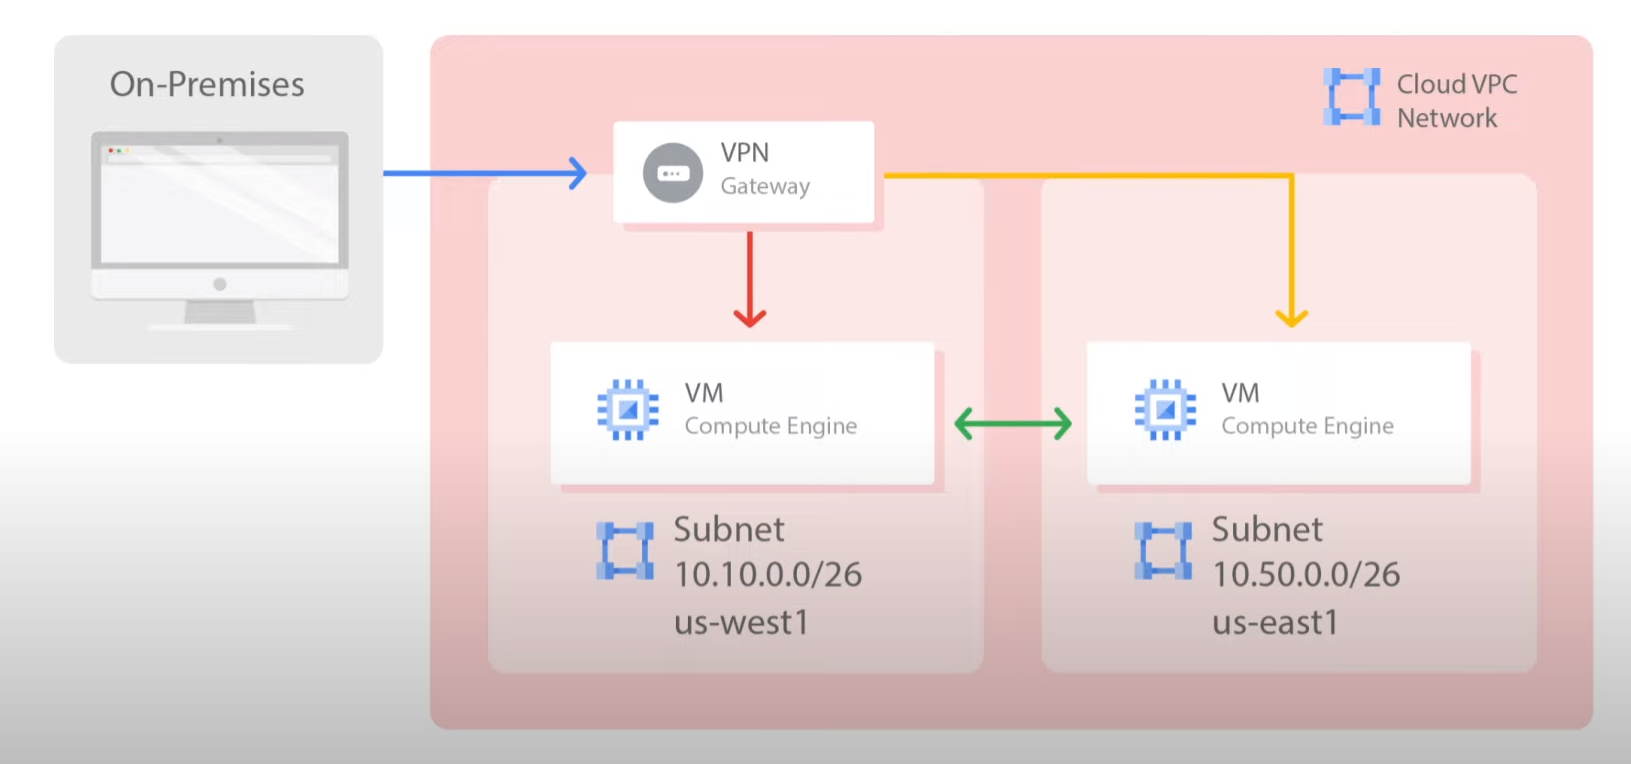 On-Premises
Cloud VPC
Network
VPN
Gateway
VM
Compute Engine
VM
Compute Engine
Subnet
10.10.0.0/26
us-west1
Subnet
10.50.0.0/26
us-east1